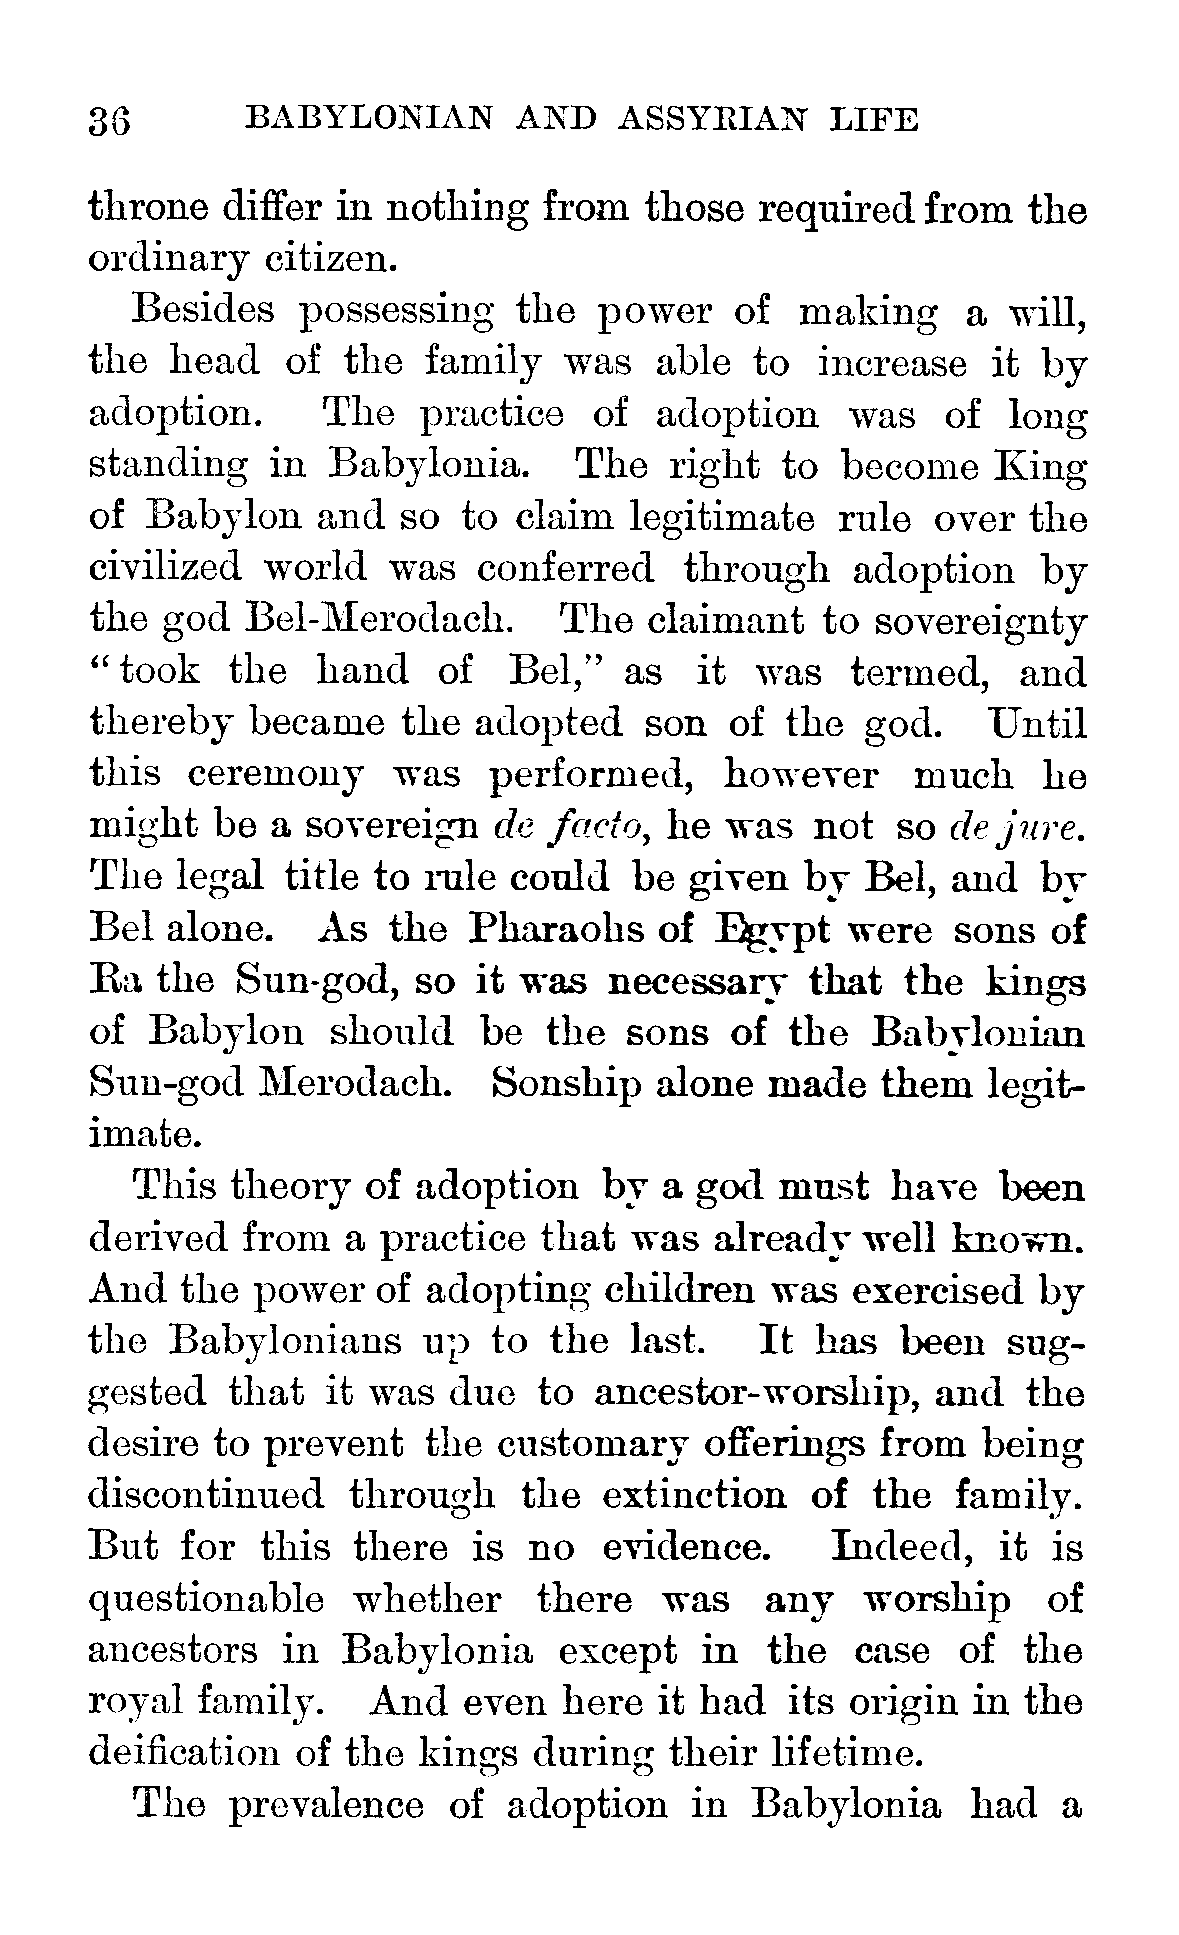 36 BABYLONIAN AND ASSYRIAN LIFE
throne differ in nothing from those required from the
ordinary citizen.
Besides possessing the power of making a will,
the head of the family was able to increase it by
adoption. The practice of adoption was of long
standing in Babylonia. The right to become King
of Babylon and so to claim legitimate rule over the
civilized world was conferred through adoption by
the god Bel-Merodach. The claimant to sovereignty
“took the hand of Bel,” as it was termed, and
thereby became the adopted son of the god. Until
this ceremony was performed, however much he
might be a sovereign de facto, he was not so de jure.
The legal title to rule could be given by Bel, and by
Bel alone. As the Pharaohs of Egypt were sons of
Ra the Sun-god, so it was necessary that the kings
of Babylon should be the sons of the Babylonian
Sun-god Merodach. Sonship alone made them legit-
imate.
This theory of adoption by a god must have been
derived from a practice that was already well known.
And the power of adopting children was exercised by
the Babylonians up to the last. It has been sug-
gested that it was due to ancestor-worship, and the
desire to prevent the customary offerings from being
discontinued through the extinction of the family.
But for this there is no evidence. Indeed, it is
questionable whether there was any worship of
ancestors in Babylonia except in the case of the
royal family. And even here it had its origin in the
deification of the kings during their lifetime.
The prevalence of adoption in Babylonia had a